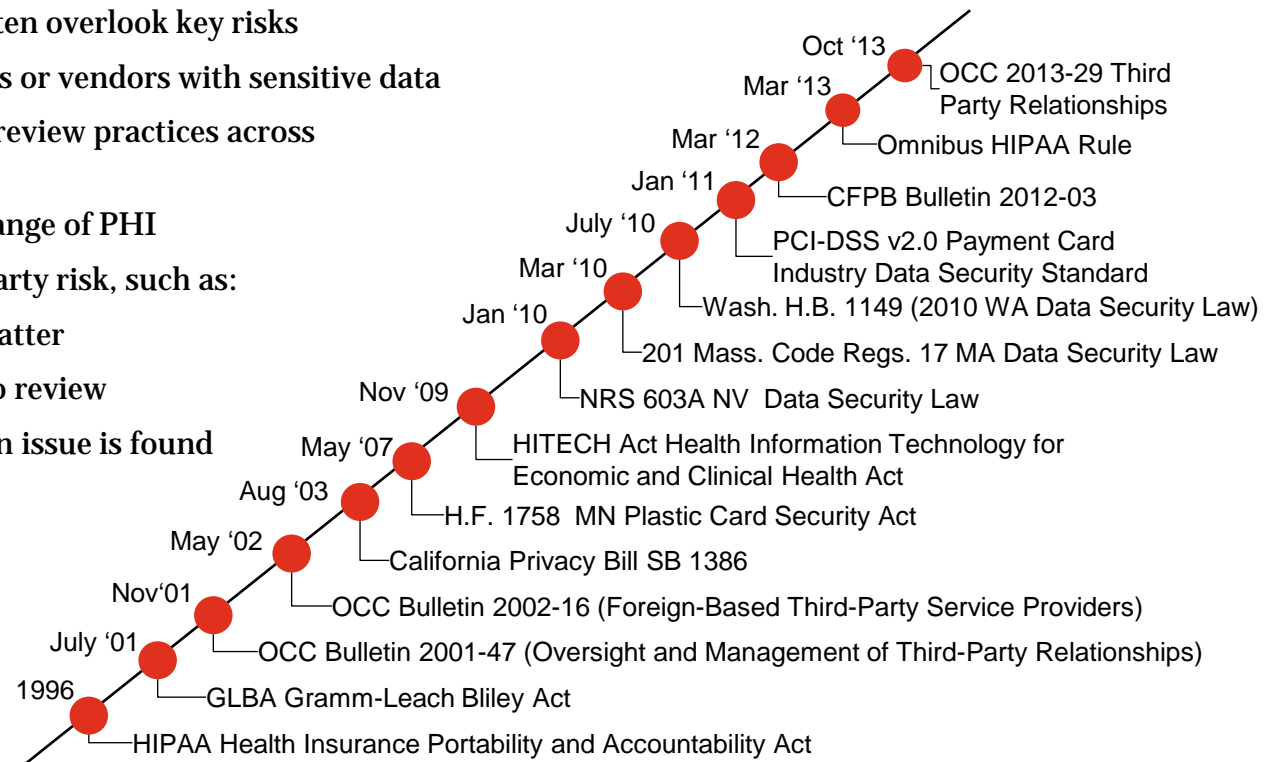 ten overlook key risks
s or vendors with sensitive data
review practices across
ange of PHI
arty risk, such as:
atter
o review
n issue is found
Oct ‘13
OCC 2013-29 Third
Party Relationships
Mar ‘13
Omnibus HIPAA Rule
Mar ‘12
CFPB Bulletin 2012-03
Jan ‘11
PCI-DSS v2.0 Payment Card
Industry Data Security Standard
July ‘10
Wash. H.B. 1149 (2010 WA Data Security Law)
Mar ‘10
201 Mass. Code Regs. 17 MA Data Security Law
Jan ‘10
NRS 603A NV Data Security Law
Nov ‘09
HITECH Act Health Information Technology for
Economic and Clinical Health Act
May ‘07
H.F. 1758 MN Plastic Card Security Act
Aug ‘03
California Privacy Bill SB 1386
May ‘02
OCC Bulletin 2002-16 (Foreign-Based Third-Party Service Providers)
Nov‘01
OCC Bulletin 2001-47 (Oversight and Management of Third-Party Relationships)
July ‘01
GLBA Gramm-Leach Bliley Act
1996
HIPAA Health Insurance Portability and Accountability Act